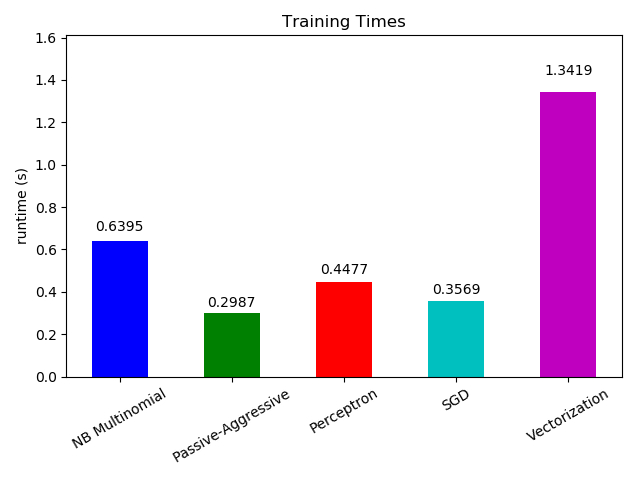 Training Times
runtime (s)
1.6
1.4
1.2
1.0
0.8
0.6
0.4
0.2
0.0
0.6395
0.2987
0.4477
0.3569
1.3419
NB Multinomial
Passive-Aggressive
Perceptron
SGD
Vectorization